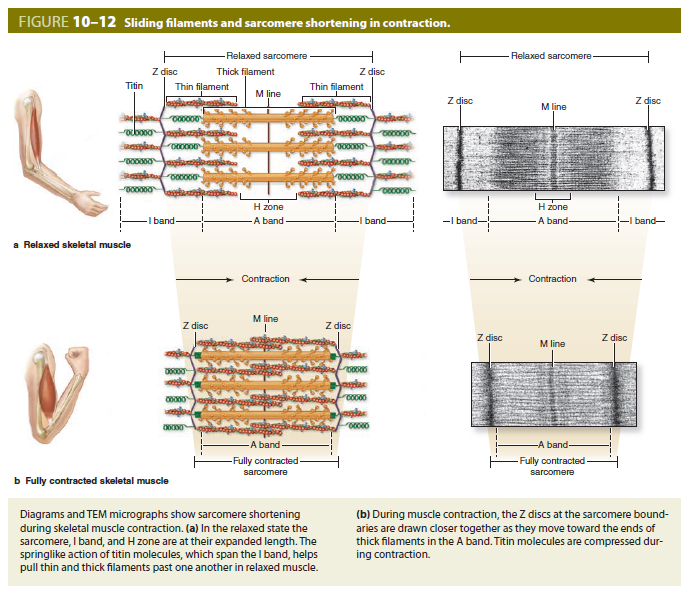 FIGURE 10–12 Sliding filaments and sarcomere shortening in contraction.
Relaxed sarcomere
Z disc
Thick filament
Z disc
Titin
Thin filament
M line
Thin filament
H zone
I band
A band
I band
Relaxed sarcomere
Z disc
M line
Z disc
H zone
I band
A band
I band
a Relaxed skeletal muscle
Contraction
Contraction
Z disc
M line
Z disc
A band
Fully contracted
sarcomere
Z disc
M line
Z disc
A band
Fully contracted
sarcomere
b Fully contracted skeletal muscle
Diagrams and TEM micrographs show sarcomere shortening
during skeletal muscle contraction. (a) In the relaxed state the
sarcomere, I band, and H zone are at their expanded length. The
springlike action of titin molecules, which span the I band, helps
pull thin and thick filaments past one another in relaxed muscle.
(b) During muscle contraction, the Z discs at the sarcomere bound-
aries are drawn closer together as they move toward the ends of
thick filaments in the A band. Titin molecules are compressed dur-
ing contraction.